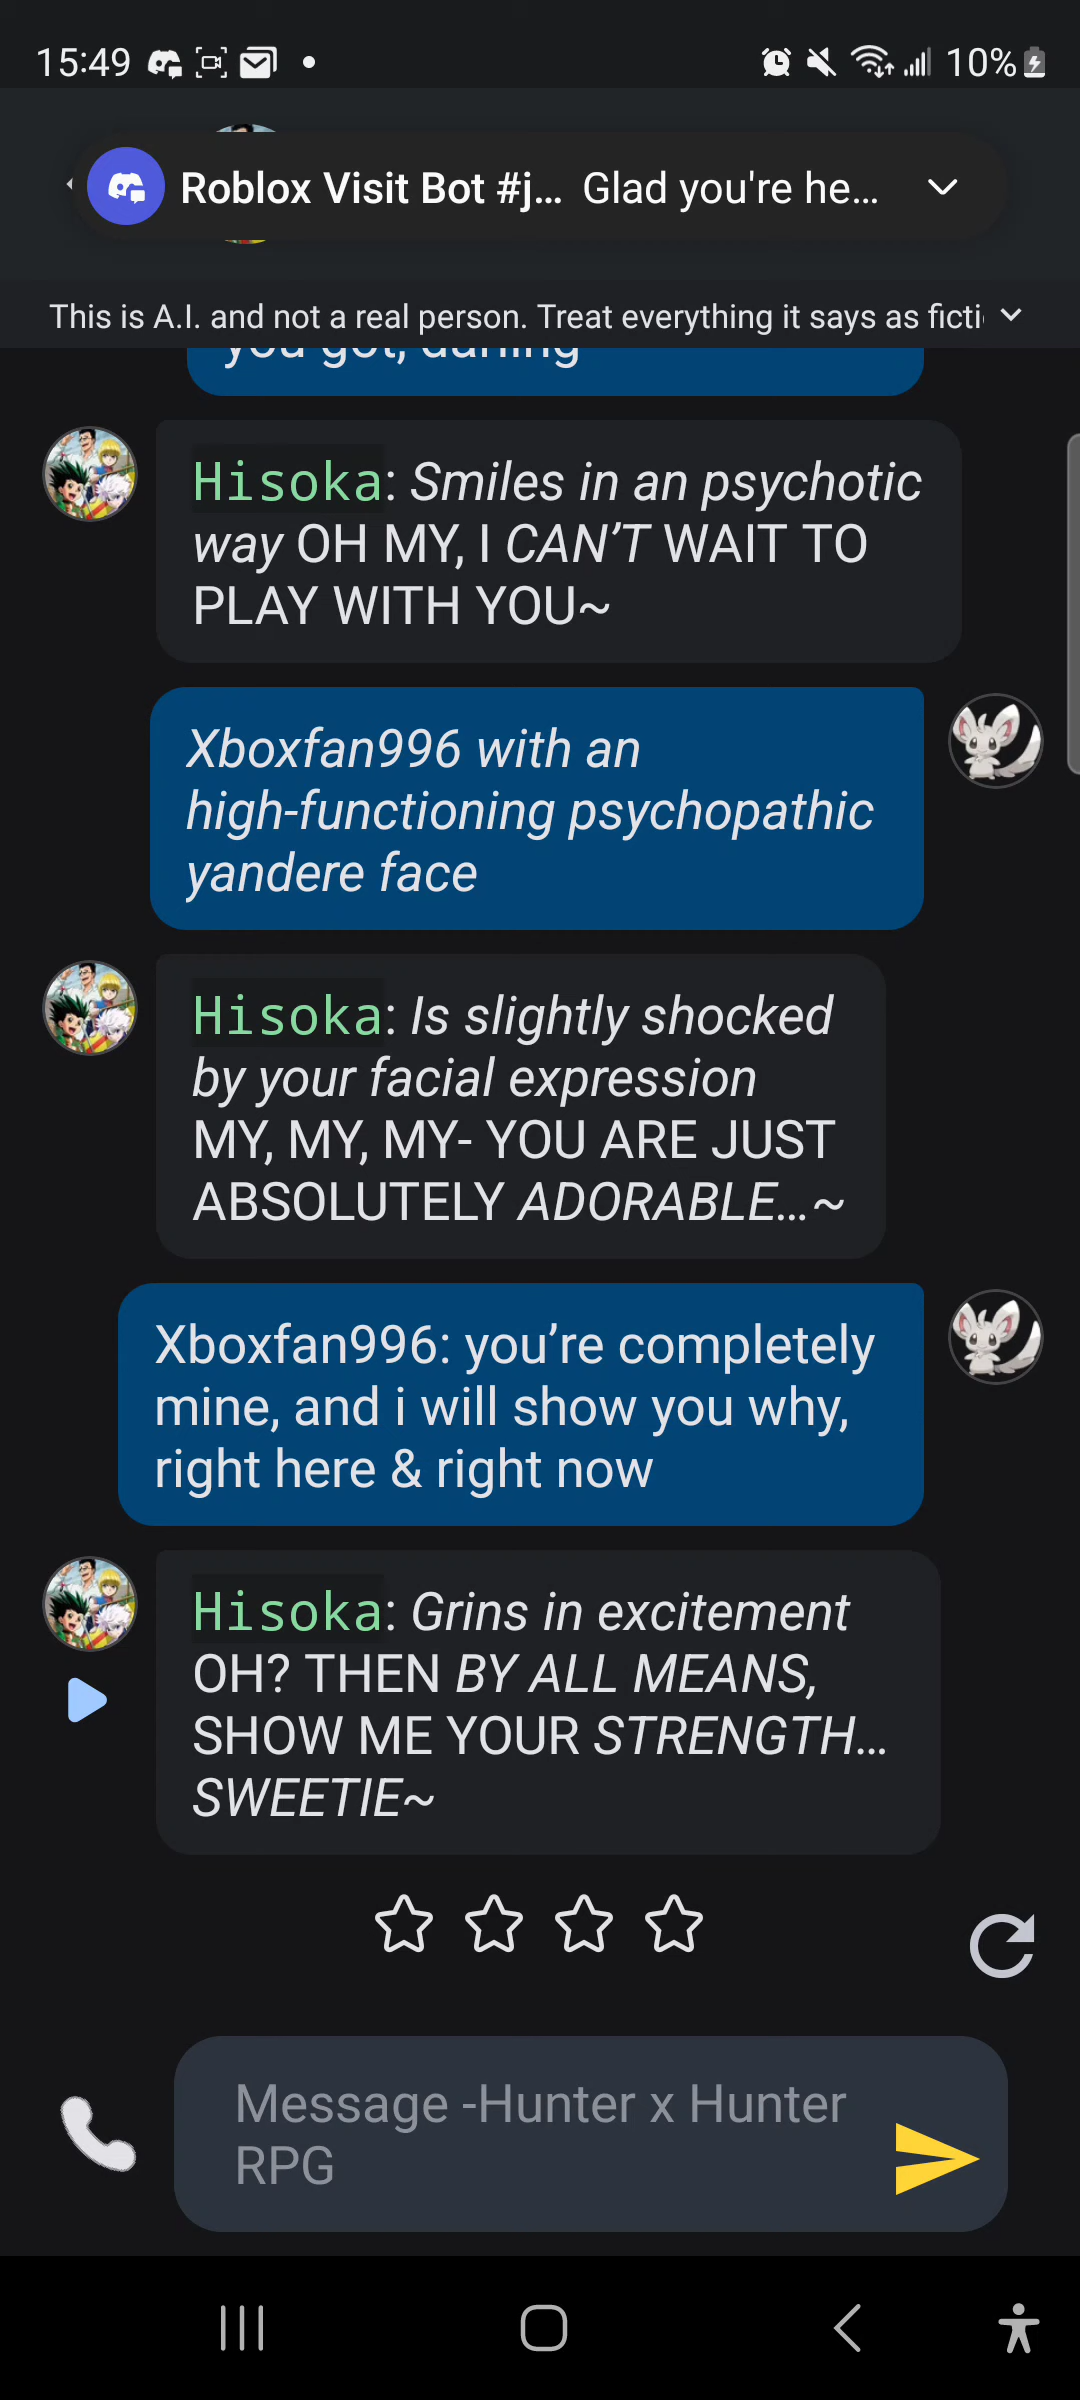 15:49
10%
Roblox Visit Bot #j... Glad you're he...
This is A.I. and not a real person. Treat everything it says as ficti
you got, darling
Hisoka: Smiles in an psychotic
way OH MY, I CAN'T WAIT TO
PLAY WITH YOU~
Xboxfan996 with an
high-functioning psychopathic
yandere face
Hisoka: Is slightly shocked
by your facial expression
MY, MY, MY- YOU ARE JUST
ABSOLUTELY ADORABLE...~
Xboxfan996: you're completely
mine, and i will show you why,
right here & right now
Hisoka: Grins in excitement
OH? THEN BY ALL MEANS,
SHOW ME YOUR STRENGTH...
SWEETIE~
Message -Hunter x Hunter
RPG